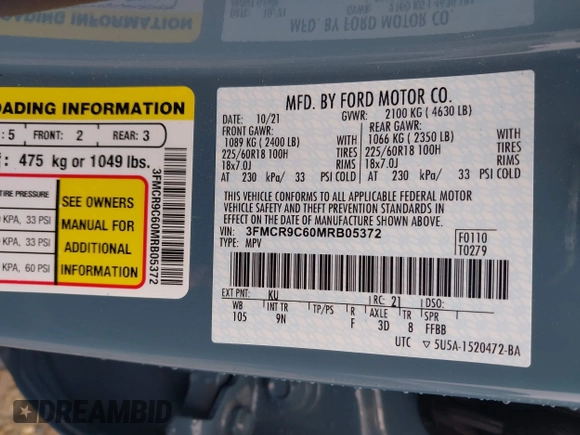 LOADING INFORMATION
: 5 FRONT: 2 REAR: 3
: 475 kg or 1049 lbs.
TIRE PRESSURE
KPA, 33 PSI
KPA, 33 PSI
KPA, 60 PSI
SEE OWNERS
MANUAL FOR
ADDITIONAL
INFORMATION
3FMCR9C60MRB05372
MFD. BY FORD MOTOR CO.
DATE: 10/21 GVWR: 2100 KG ( 4630 LB)
FRONT GAWR: REAR GAWR:
1089 KG ( 2400 LB) WITH 1066 KG ( 2350 LB) WITH
225/60R18 100H TIRES 225/60R18 100H TIRES
18x7.0J RIMS 18x7.0J RIMS
AT 230 kPa/ 33 PSI COLD AT 230 kPa/ 33 PSI COLD
THIS VEHICLE CONFORMS TO ALL APPLICABLE FEDERAL MOTOR
VEHICLE SAFETY AND BUMPER STANDARDS IN EFFECT ON THE DATE OF
MANUFACTURE SHOWN ABOVE.
VIN: 3FMCR9C60MRB05372
TYPE: MPV
F0110
T0279
EXT PNT: KU RC: 21 DSO:
WB INT TR TP/PS R AXLE TR SPR
105 9N F 3D 8 FFBB
UTC ▽ 5U5A-1520472-BA
DREAMBID